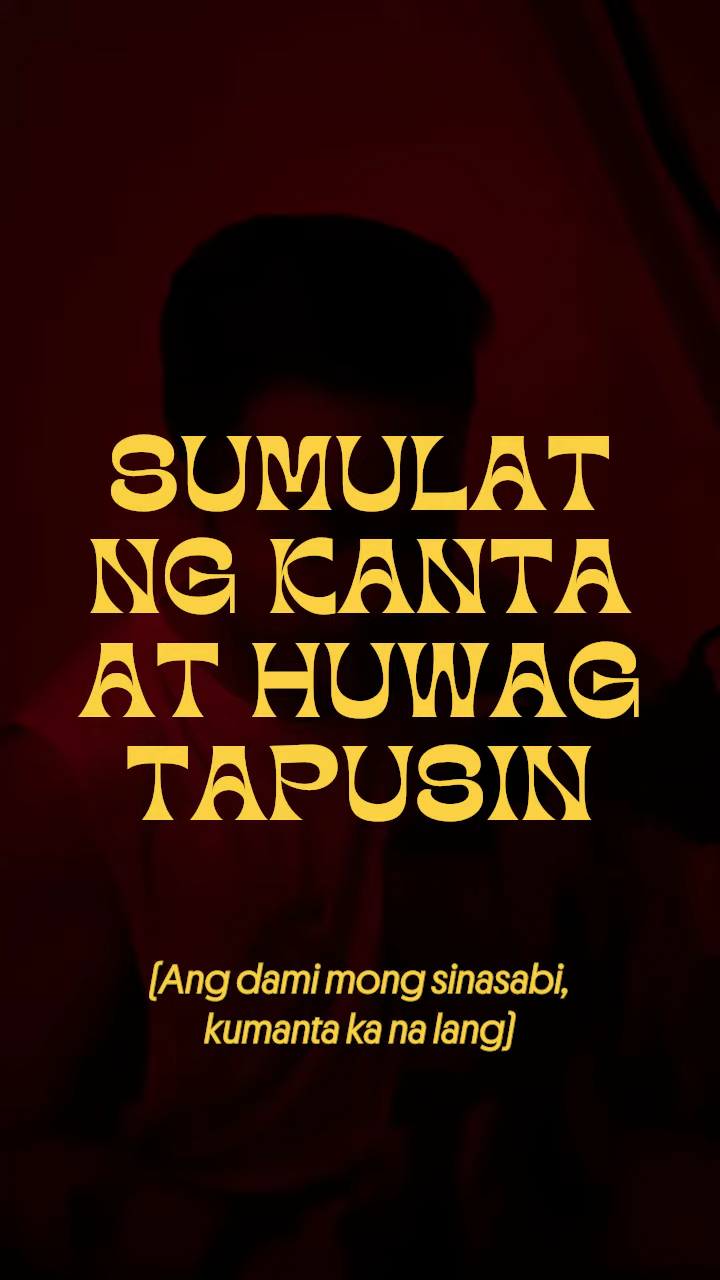 SUMULAT
NG KANTA
AT HUWAG
TAPUSIN
(Ang dami mong sinasabi,
kumanta ka na lang)